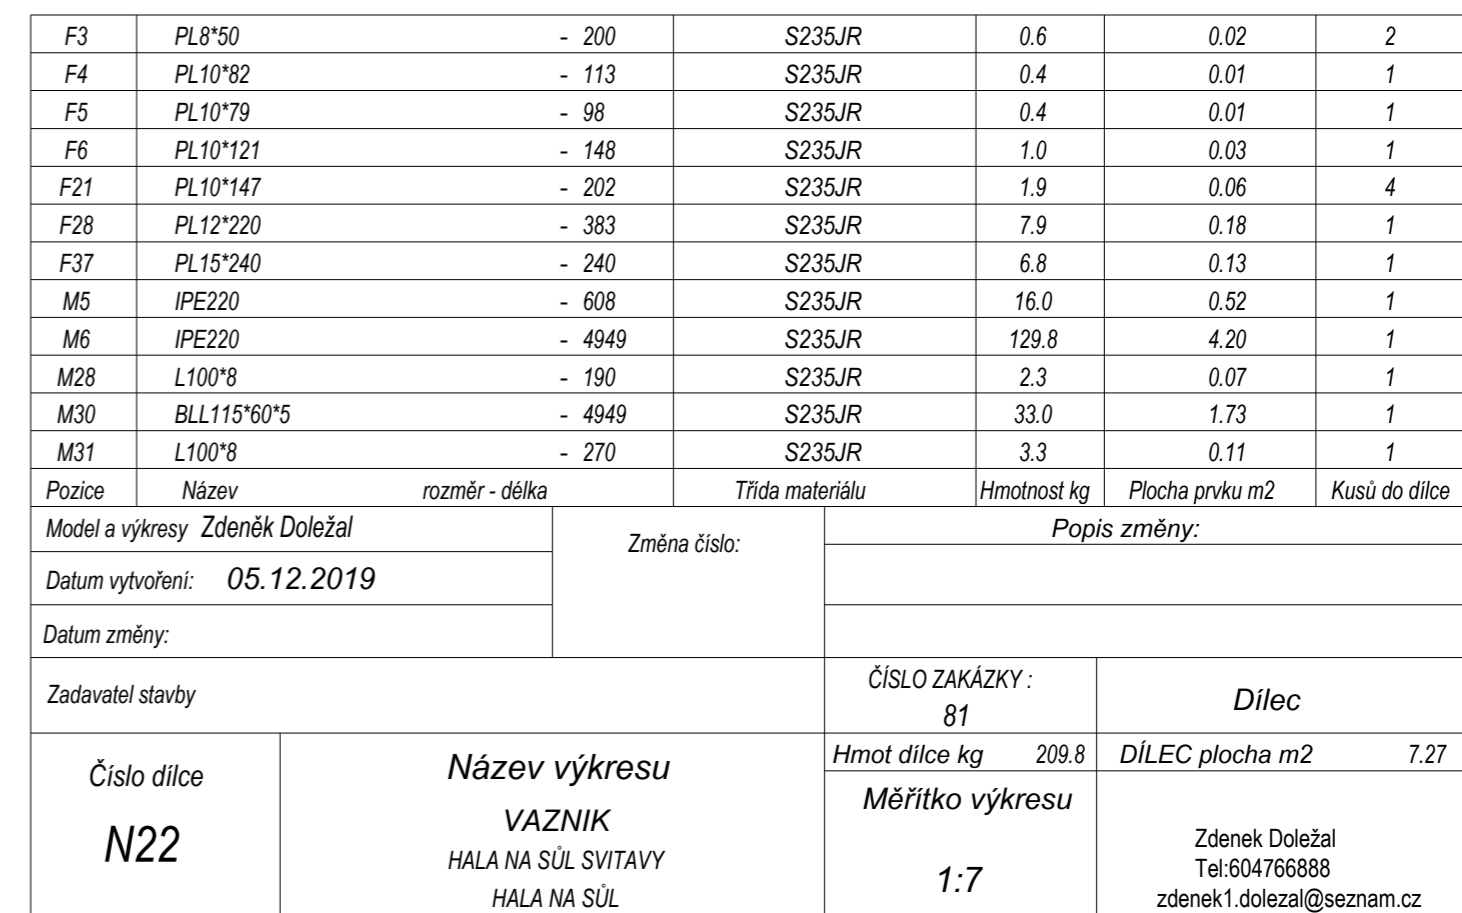 F3 PL8*50 - 200 S235JR 0.6 0.02 2
F4 PL10*82 - 113 S235JR 0.4 0.01 1
F5 PL10*79 - 98 S235JR 0.4 0.01 1
F6 PL10*121 - 148 S235JR 1.0 0.03 1
F21 PL10*147 - 202 S235JR 1.9 0.06 4
F28 PL12*220 - 383 S235JR 7.9 0.18 1
F37 PL15*240 - 240 S235JR 6.8 0.13 1
M5 IPE220 - 608 S235JR 16.0 0.52 1
M6 IPE220 - 4949 S235JR 129.8 4.20 1
M28 L100*8 - 190 S235JR 2.3 0.07 1
M30 BLL115*60*5 - 4949 S235JR 33.0 1.73 1
M31 L100*8 - 270 S235JR 3.3 0.11 1
Pozice Název rozměr - délka Třída materiálu Hmotnost kg Plocha prvku m2 Kusů do dílce
Model a výkresy Zdeněk Doležal
Změna číslo:
Popis změny:
Datum vytvoření: 05.12.2019
Datum změny:
Zadavatel stavby
ČÍSLO ZAKÁZKY :
81
Dílec
Hmot dílce kg 209.8
DÍLEC plocha m2 7.27
Číslo dílce
N22
Název výkresu
VAZNIK
HALA NA SŮL SVITAVY
HALA NA SŮL
Měřítko výkresu
1:7
Zdenek Doležal
Tel:604766888
zdenek1.dolezal@seznam.cz